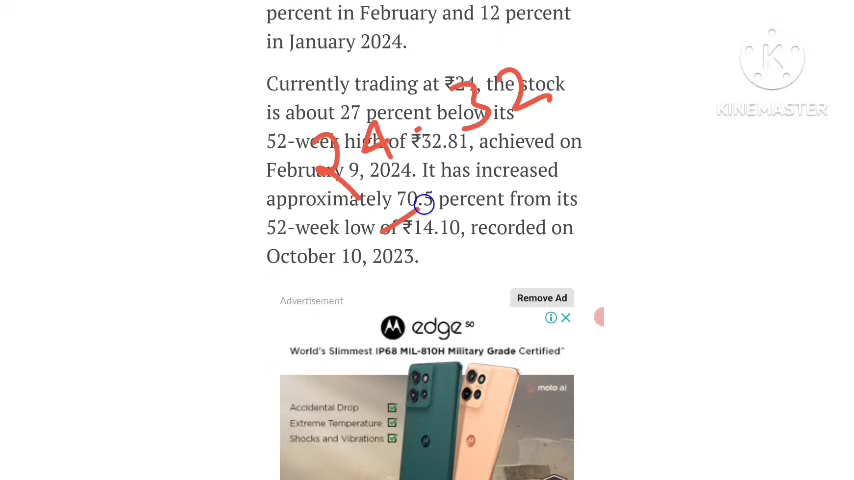 percent in February and 12 percent
in January 2024.
Currently trading at ₹24, the stock
is about 27 percent below its
52-week high of ₹32.81, achieved on
February 9, 2024. It has increased
approximately 70.5 percent from its
52-week low of ₹14.10, recorded on
October 10, 2023.
24.32
K
KINEMASTER
Advertisement
Remove Ad
edge 50
World's Slimmest IP68 MIL-810H Military Grade Certified
moto ai
Accidental Drop
Extreme Temperature
Shocks and Vibrations